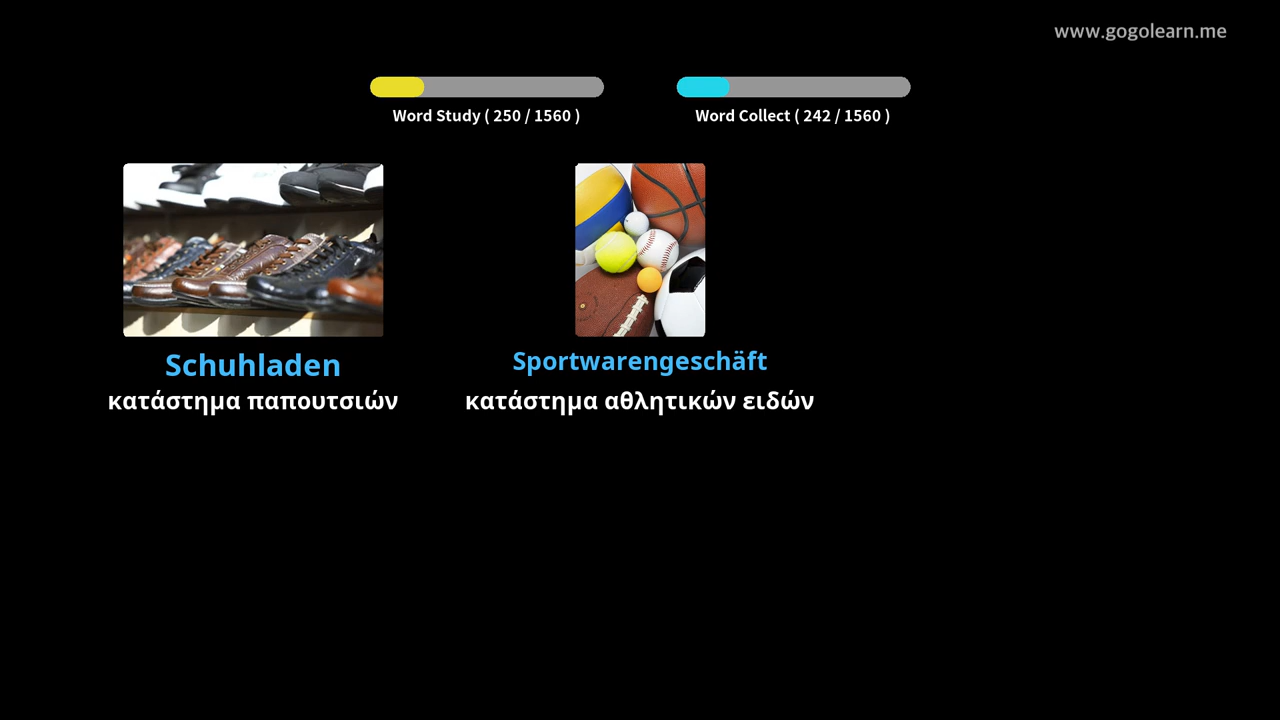 www.gogolearn.me
Word Study ( 250 / 1560 )
Word Collect ( 242 / 1560 )
Schuhladen
κατάστημα παπουτσιών
Sportwarengeschäft
κατάστημα αθλητικών ειδών